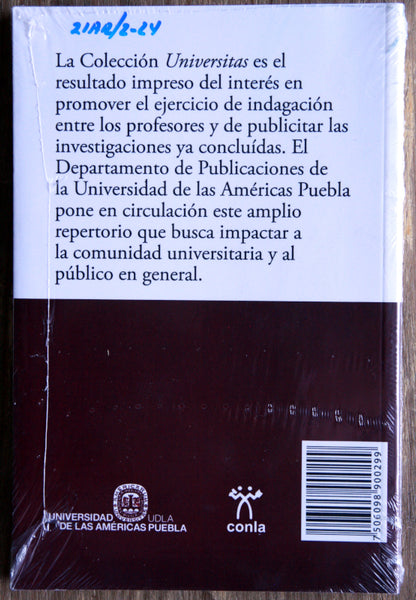 21AR/2-24
La Colección Universitas es el
resultado impreso del interés en
promover el ejercicio de indagación
entre los profesores y de publicitar las
investigaciones ya concluídas. El
Departamento de Publicaciones de
la Universidad de las Américas Puebla
pone en circulación este amplio
repertorio que busca impactar a
la comunidad universitaria y al
público en general.
UNIVERSIDAD UDLA
DE LAS AMÉRICAS PUEBLA
conla
7 506098 900299